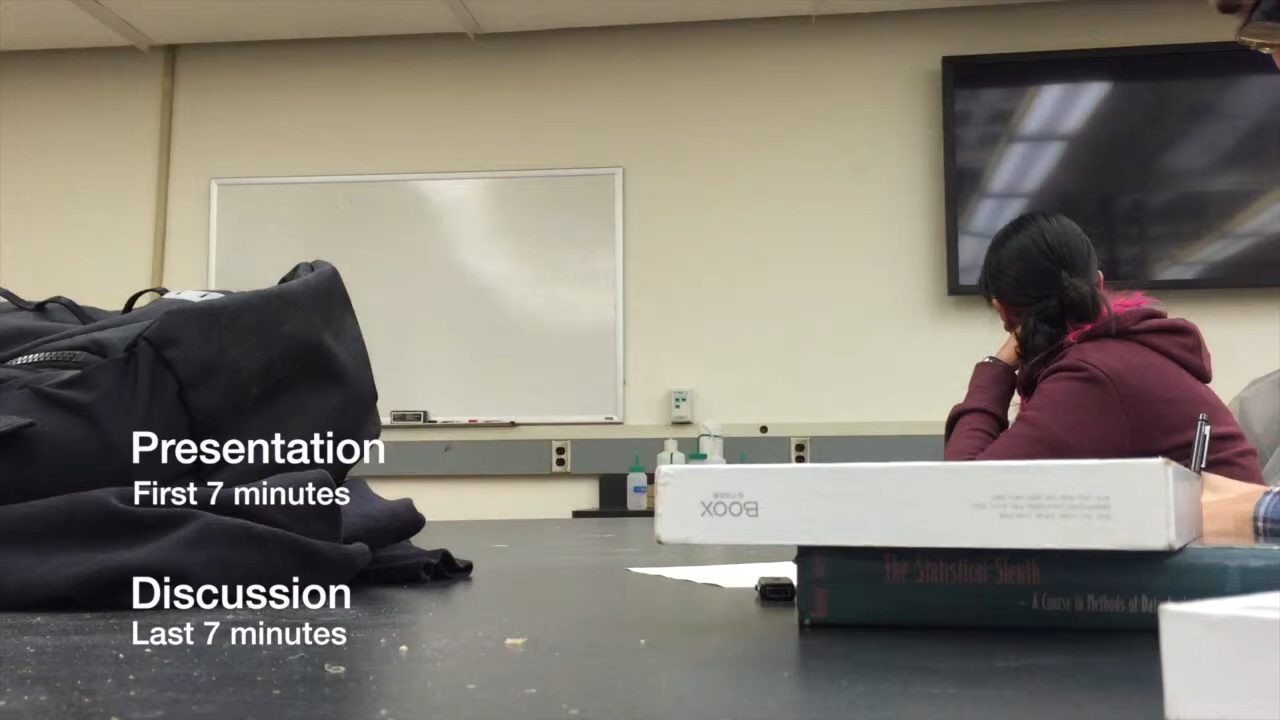 Presentation
First 7 minutes
Discussion
Last 7 minutes
BOOX
The Statistical Sleuth
A Course in Methods of Data